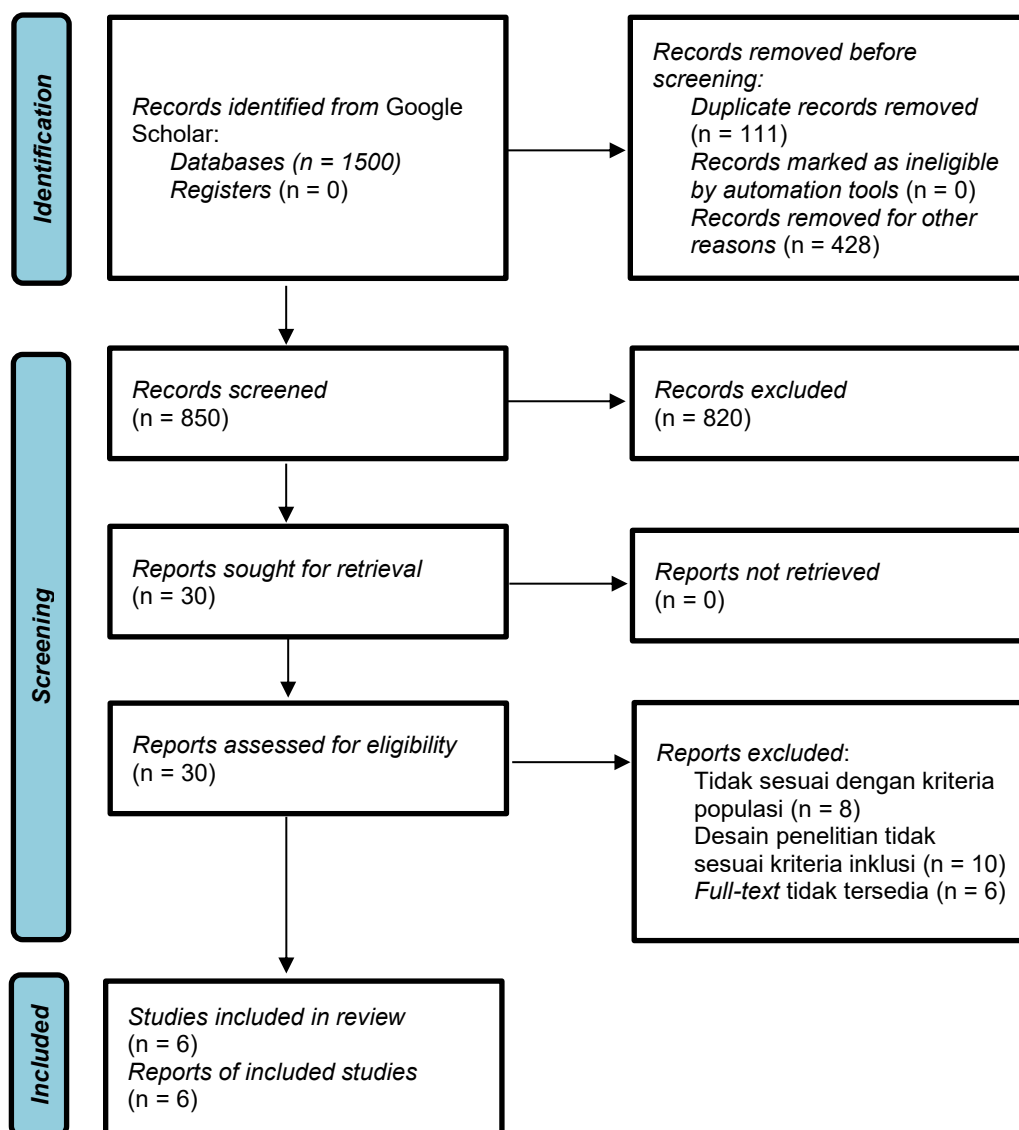 Identification
Records identified from Google
Scholar:
Databases (n = 1500)
Registers (n = 0)
Records removed before
screening:
Duplicate records removed
(n = 111)
Records marked as ineligible
by automation tools (n = 0)
Records removed for other
reasons (n = 428)
Screening
Records screened
(n = 850)
Records excluded
(n = 820)
Reports sought for retrieval
(n = 30)
Reports not retrieved
(n = 0)
Reports assessed for eligibility
(n = 30)
Reports excluded:
Tidak sesuai dengan kriteria
populasi (n = 8)
Desain penelitian tidak
sesuai kriteria inklusi (n = 10)
Full-text tidak tersedia (n = 6)
Included
Studies included in review
(n = 6)
Reports of included studies
(n = 6)